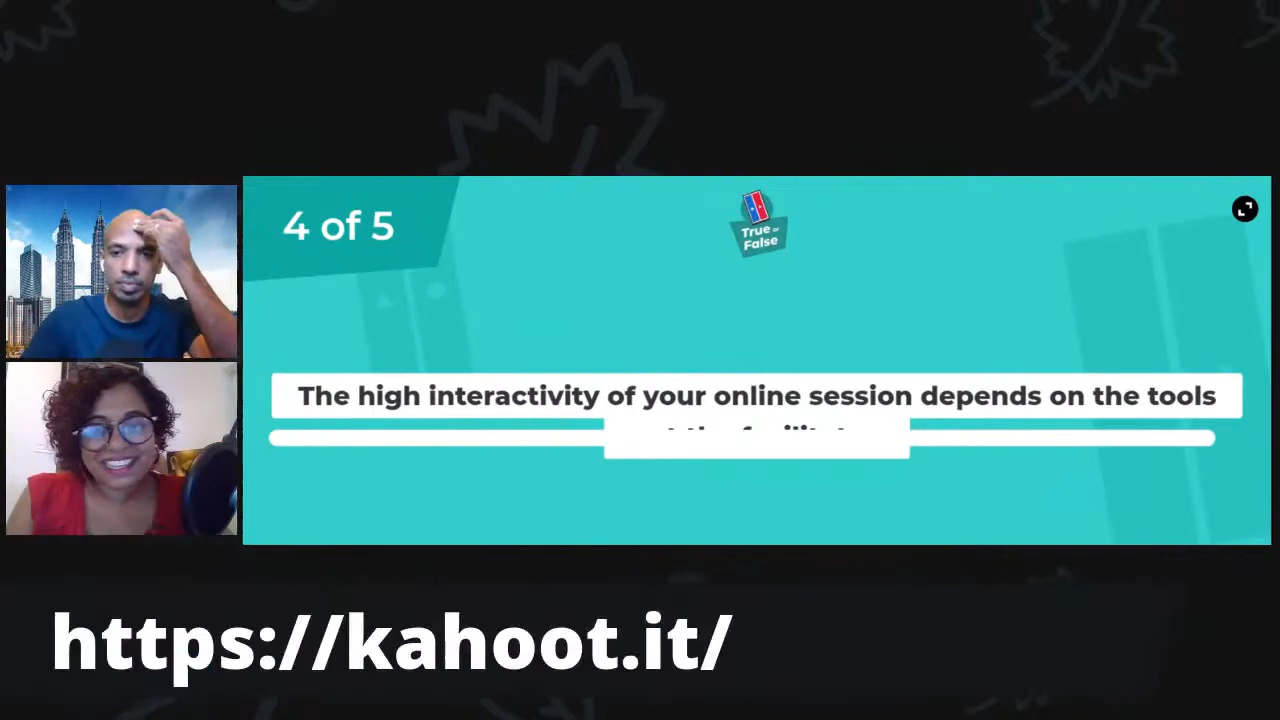 4 of 5
True or
False
The high interactivity of your online session depends on the tools
https://kahoot.it/